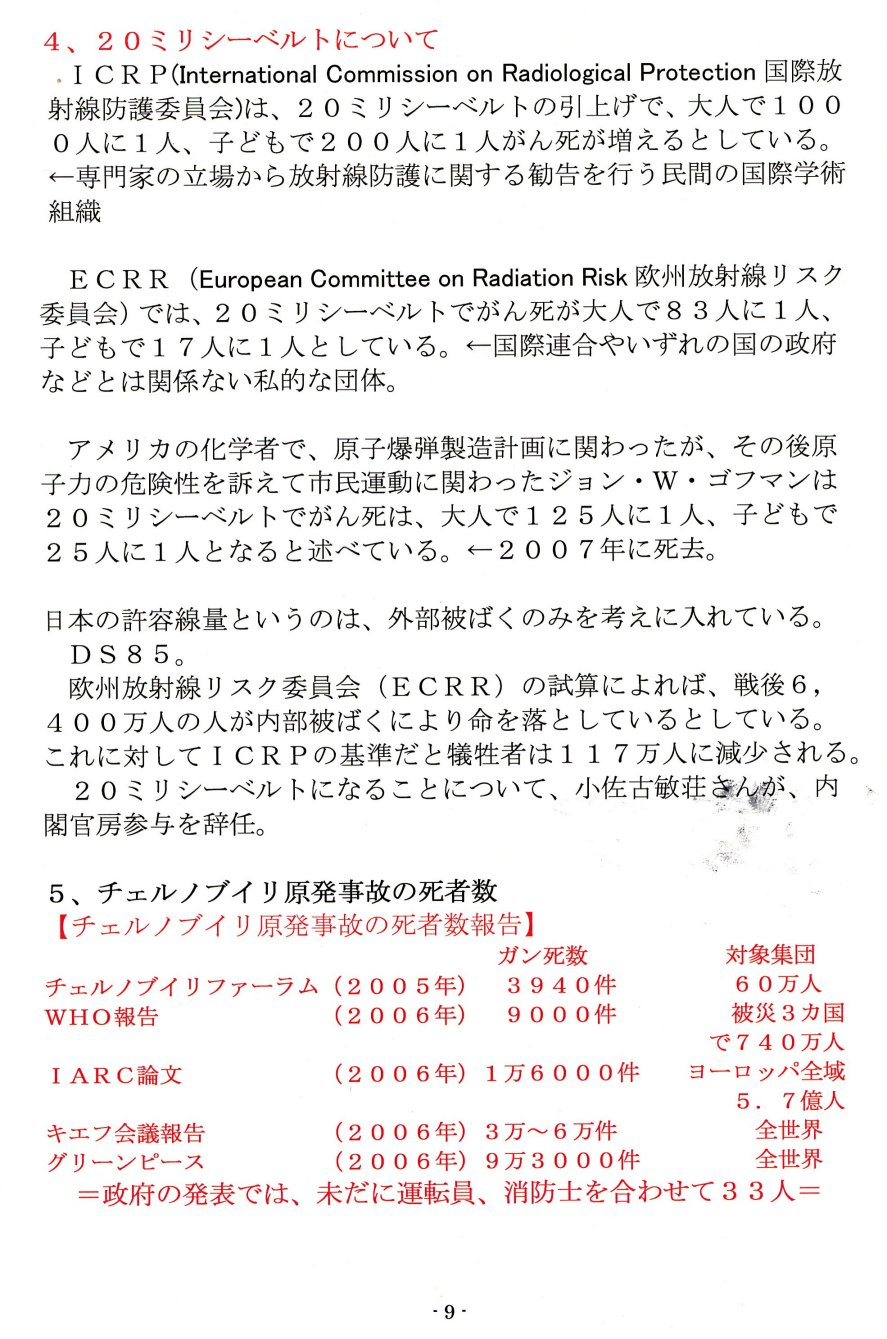 ４、２０ミリシーベルトについて
．ＩＣＲＰ(International Commission on Radiological Protection 国際放
射線防護委員会)は、２０ミリシーベルトの引上げで、大人で１００
０人に１人、子どもで２００人に１人がん死が増えるとしている。
←専門家の立場から放射線防護に関する勧告を行う民間の国際学術
組織
ＥＣＲＲ（European Committee on Radiation Risk 欧州放射線リスク
委員会）では、２０ミリシーベルトでがん死が大人で８３人に１人、
子どもで１７人に１人としている。←国際連合やいずれの国の政府
などとは関係ない私的な団体。
アメリカの化学者で、原子爆弾製造計画に関わったが、その後原
子力の危険性を訴えて市民運動に関わったジョン・Ｗ・ゴフマンは
２０ミリシーベルトでがん死は、大人で１２５人に１人、子どもで
２５人に１人となると述べている。←２００７年に死去。
日本の許容線量というのは、外部被ばくのみを考えに入れている。
ＤＳ８５。
欧州放射線リスク委員会（ＥＣＲＲ）の試算によれば、戦後６，
４００万人の人が内部被ばくにより命を落としているとしている。
これに対してＩＣＲＰの基準だと犠牲者は１１７万人に減少される。
２０ミリシーベルトになることについて、小佐古敏荘さんが、内
閣官房参与を辞任。
５、チェルノブイリ原発事故の死者数
【チェルノブイリ原発事故の死者数報告】
ガン死数 対象集団
チェルノブイリファーラム（２００５年） ３９４０件 ６０万人
ＷＨＯ報告 （２００６年） ９０００件 被災３カ国
で７４０万人
ＩＡＲＣ論文 （２００６年）１万６０００件 ヨーロッパ全域
５．７億人
キエフ会議報告 （２００６年）３万～６万件 全世界
グリーンピース （２００６年）９万３０００件 全世界
＝政府の発表では、未だに運転員、消防士を合わせて３３人＝
- 9 -